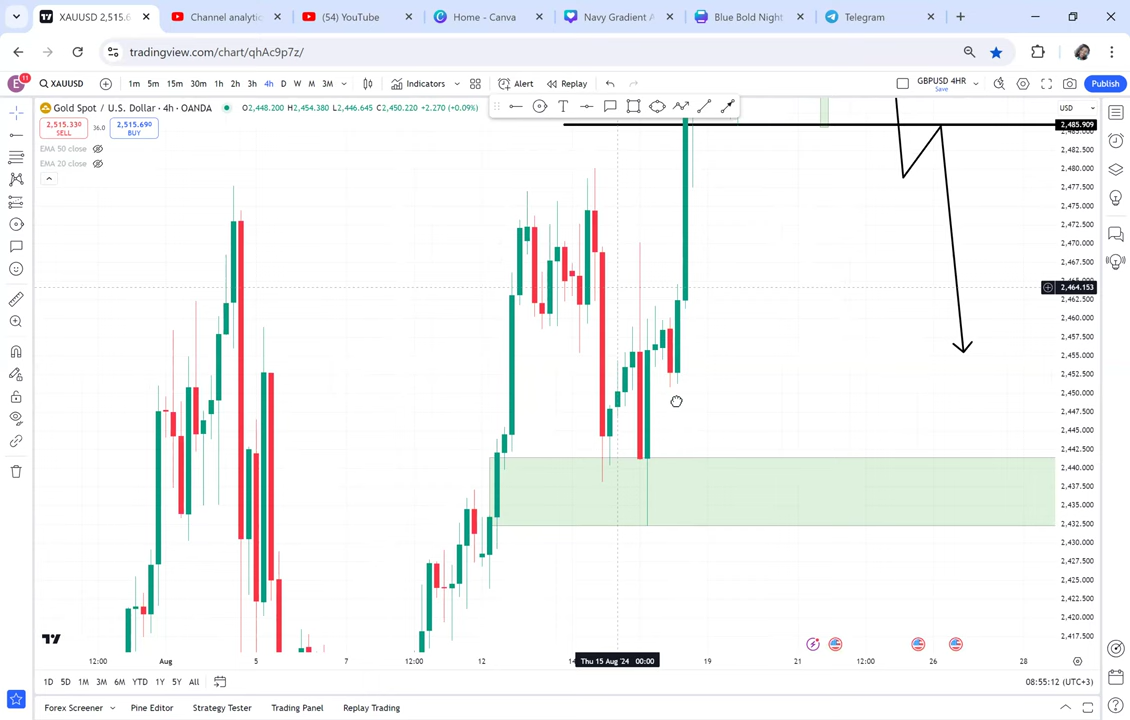 XAUUSD 2,515.6
Channel analytic
(54) YouTube
Home - Canva
Navy Gradient A
Blue Bold Night
Telegram
tradingview.com/chart/qhAc9p7z/
E
11
XAUUSD
1m 5m 15m 30m 1h 2h 3h 4h D W M 3M
Indicators
Alert
Replay
GBPUSD 4HR
Save
Publish
Gold Spot / U.S. Dollar · 4h · OANDA
O2,448.200 H2,454.380 L2,446.645 C2,450.220 +2.270 (+0.09%)
USD
2,515.330
SELL
36.0
2,515.690
BUY
EMA 50 close
EMA 20 close
2,485.909
2,482.500
2,480.000
2,477.500
2,475.000
2,472.500
2,470.000
2,467.500
2,464.153
2,462.500
2,460.000
2,457.500
2,455.000
2,452.500
2,450.000
2,447.500
2,445.000
2,442.500
2,440.000
2,437.500
2,435.000
2,432.500
2,430.000
2,427.500
2,425.000
2,422.500
2,420.000
2,417.500
12:00 Aug 5 7 12:00 12 Thu 15 Aug '24 00:00 19 21 12:00 26 28
1D 5D 1M 3M 6M YTD 1Y 5Y All
08:55:12 (UTC+3)
Forex Screener Pine Editor Strategy Tester Trading Panel Replay Trading